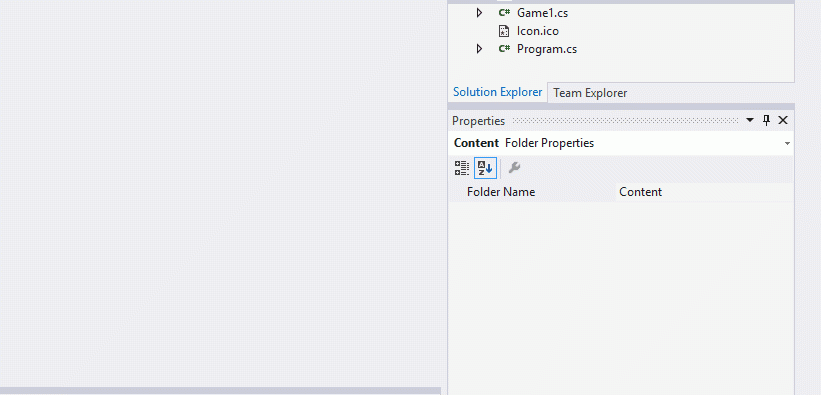 C# Game1.cs
Icon.ico
C# Program.cs
Solution Explorer Team Explorer
Properties
Content Folder Properties
A Z
Folder Name Content